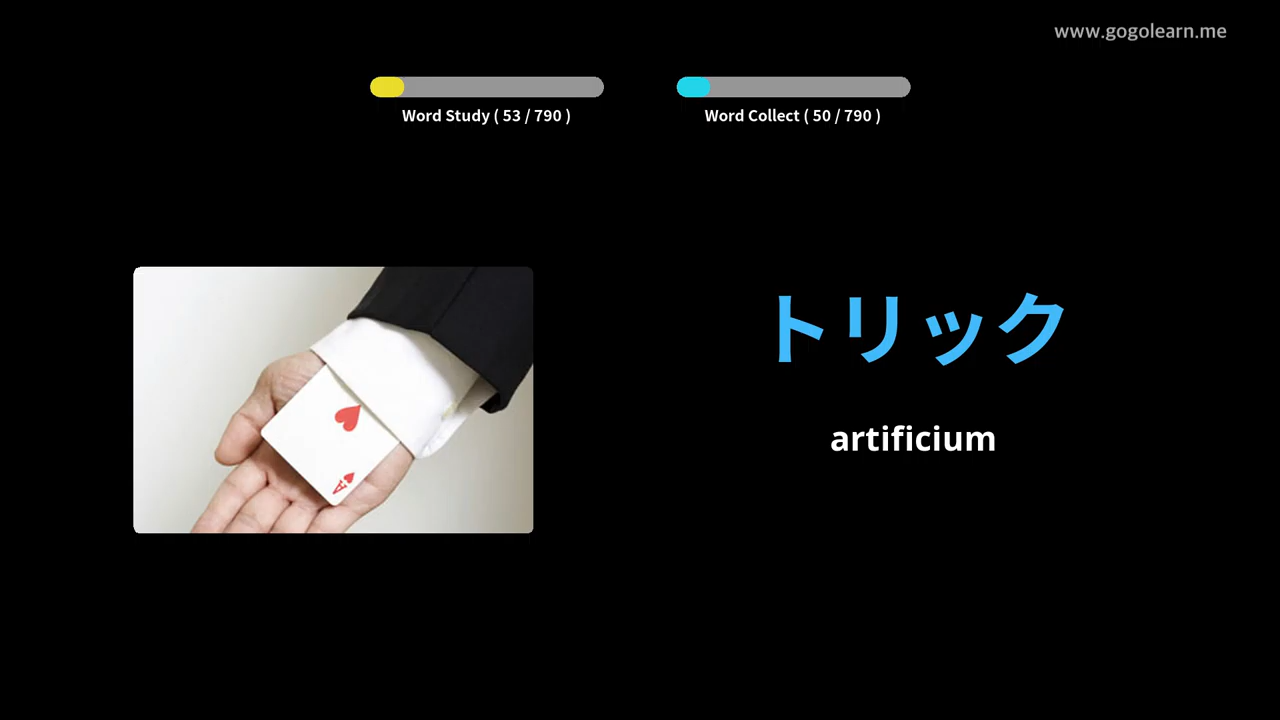 www.gogolearn.me
Word Study ( 53 / 790 )
Word Collect ( 50 / 790 )
トリック
artificium
A